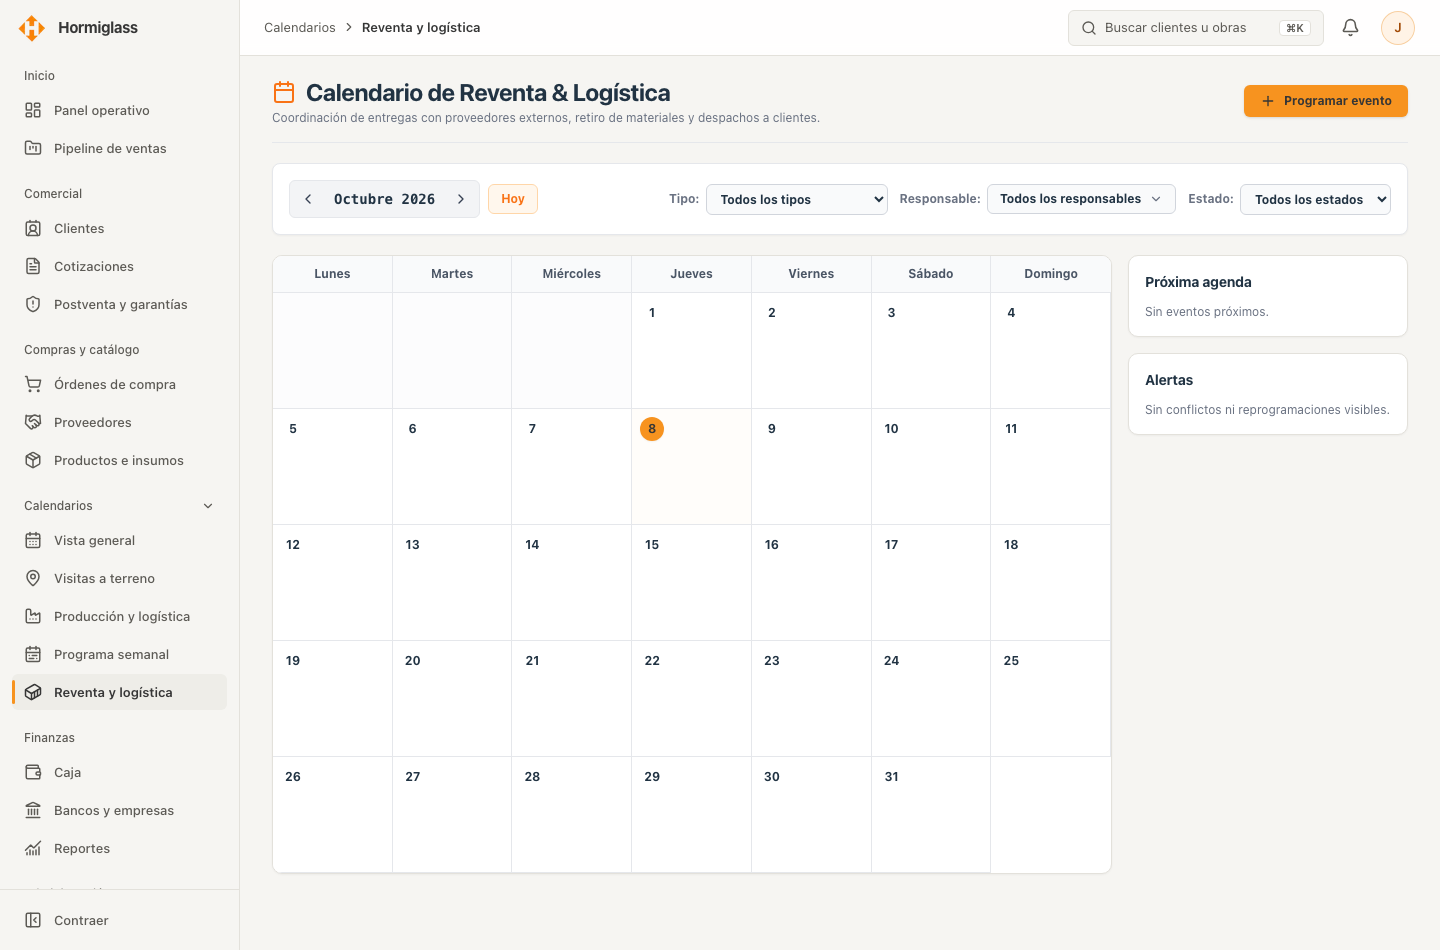 Hormiglass
Inicio
Panel operativo
Pipeline de ventas
Comercial
Clientes
Cotizaciones
Postventa y garantías
Compras y catálogo
Órdenes de compra
Proveedores
Productos e insumos
Calendarios
Vista general
Visitas a terreno
Producción y logística
Programa semanal
Reventa y logística
Finanzas
Caja
Bancos y empresas
Reportes
Contraer
Calendarios > Reventa y logística
Buscar clientes u obras ⌘K
J
Calendario de Reventa & Logística
Coordinación de entregas con proveedores externos, retiro de materiales y despachos a clientes.
+ Programar evento
Octubre 2026
Hoy
Tipo: Todos los tipos
Responsable: Todos los responsables
Estado: Todos los estados
Lunes Martes Miércoles Jueves Viernes Sábado Domingo
1 2 3 4
5 6 7 8 9 10 11
12 13 14 15 16 17 18
19 20 21 22 23 24 25
26 27 28 29 30 31
Próxima agenda
Sin eventos próximos.
Alertas
Sin conflictos ni reprogramaciones visibles.